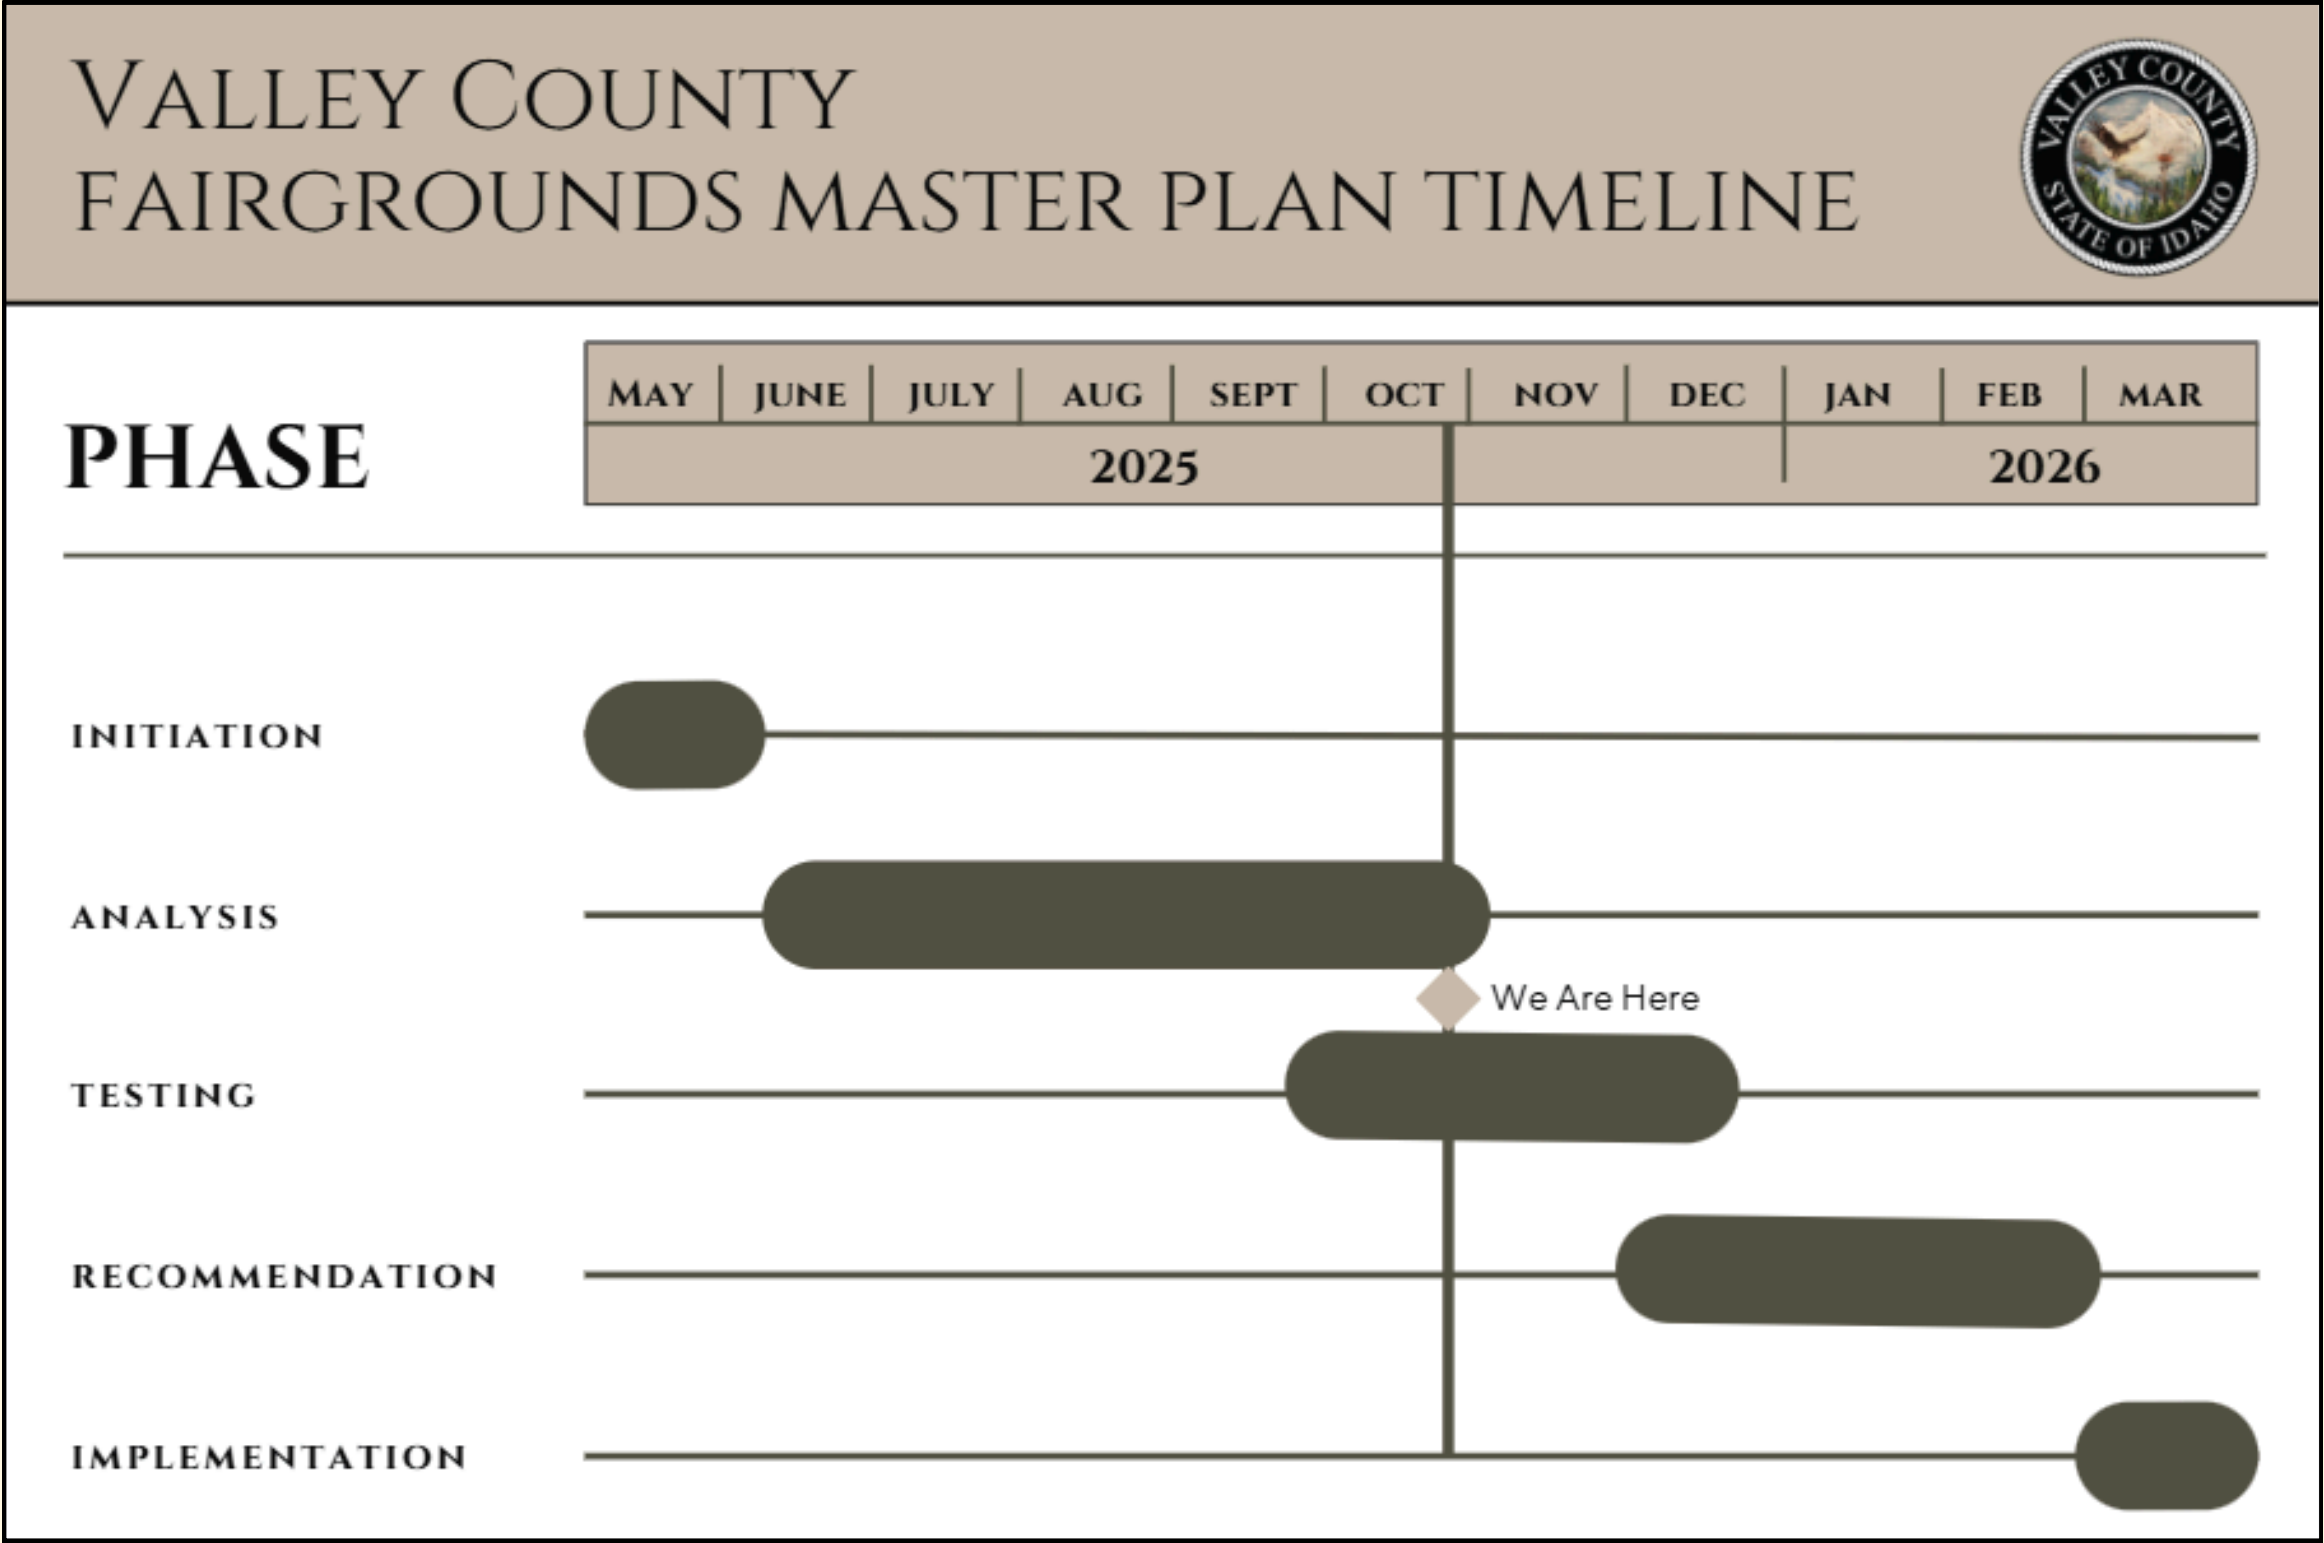 Valley County
fairgrounds master plan timeline
VALLEY COUNTY
STATE OF IDAHO
May june july aug sept oct nov dec jan feb mar
PHASE
2025 2026
initiation
analysis
We Are Here
testing
recommendation
implementation